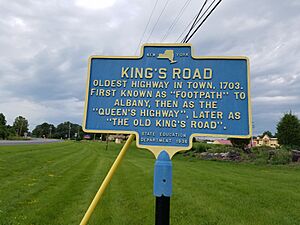 NEW YORK
KING'S ROAD
OLDEST HIGHWAY IN TOWN, 1703.
FIRST KNOWN AS "FOOTPATH" TO
ALBANY, THEN AS THE
"QUEEN'S HIGHWAY", LATER AS
"THE OLD KING'S ROAD".
STATE EDUCATION
DEPARTMENT 1936